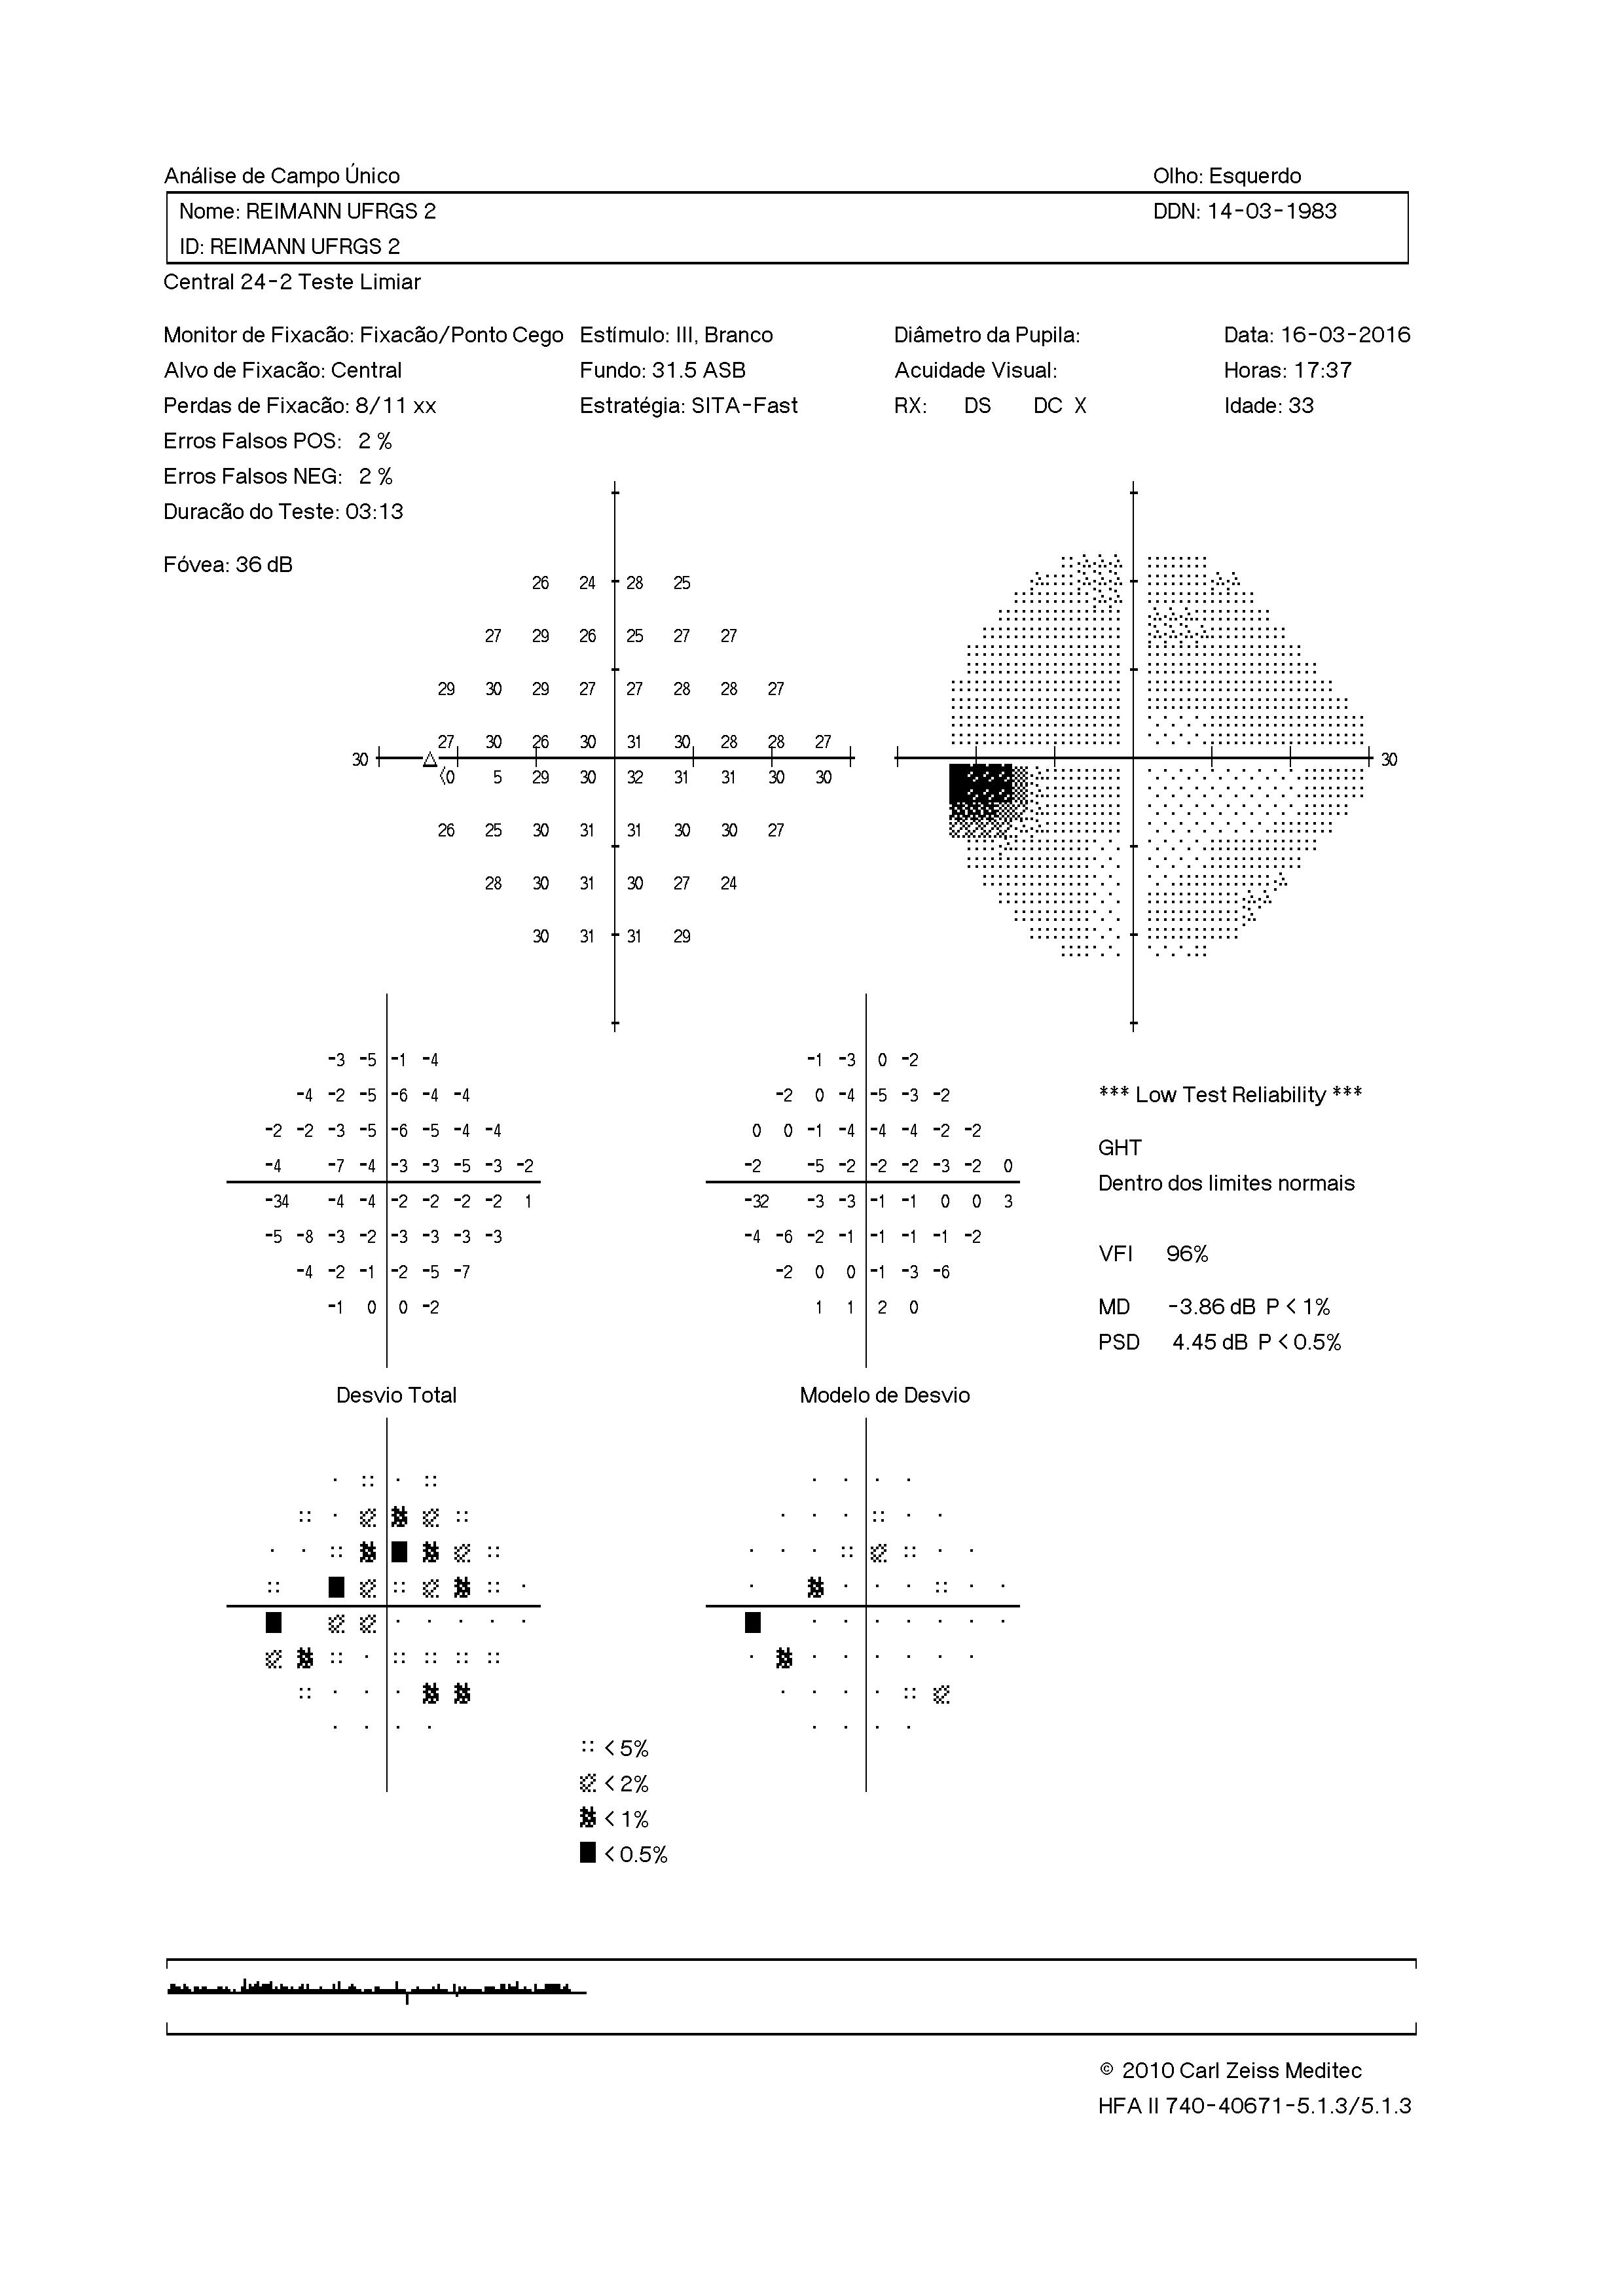 Análise de Campo Único Olho: Esquerdo
Nome: REIMANN UFRGS 2 DDN: 14-03-1983
ID: REIMANN UFRGS 2
Central 24-2 Teste Limiar
Monitor de Fixacão: Fixacão/Ponto Cego Estímulo: III, Branco Diâmetro da Pupila: Data: 16-03-2016
Alvo de Fixacão: Central Fundo: 31.5 ASB Acuidade Visual: Horas: 17:37
Perdas de Fixacão: 8/11 xx Estratégia: SITA-Fast RX: DS DC X Idade: 33
Erros Falsos POS: 2 %
Erros Falsos NEG: 2 %
Duracão do Teste: 03:13
Fóvea: 36 dB
26 24 28 25
27 29 26 25 27 27
29 30 29 27 27 28 28 27
27 30 26 30 31 30 28 28 27
30 30
<0 5 29 30 32 31 31 30 30
26 25 30 31 31 30 30 27
28 30 31 30 27 24
30 31 31 29
-3 -5 -1 -4 -1 -3 0 -2
-4 -2 -5 -6 -4 -4 -2 0 -4 -5 -3 -2 *** Low Test Reliability ***
-2 -2 -3 -5 -6 -5 -4 -4 0 0 -1 -4 -4 -4 -2 -2
GHT
-4 -7 -4 -3 -3 -5 -3 -2 -2 -5 -2 -2 -2 -3 -2 0
Dentro dos limites normais
-34 -4 -4 -2 -2 -2 -2 1 -32 -3 -3 -1 -1 0 0 3
-5 -8 -3 -2 -3 -3 -3 -3 -4 -6 -2 -1 -1 -1 -1 -2
VFI 96%
-4 -2 -1 -2 -5 -7 -2 0 0 -1 -3 -6
-1 0 0 -2 1 1 2 0 MD -3.86 dB P < 1%
PSD 4.45 dB P < 0.5%
Desvio Total Modelo de Desvio
< 5%
< 2%
< 1%
< 0.5%
© 2010 Carl Zeiss Meditec
HFA II 740-40671-5.1.3/5.1.3